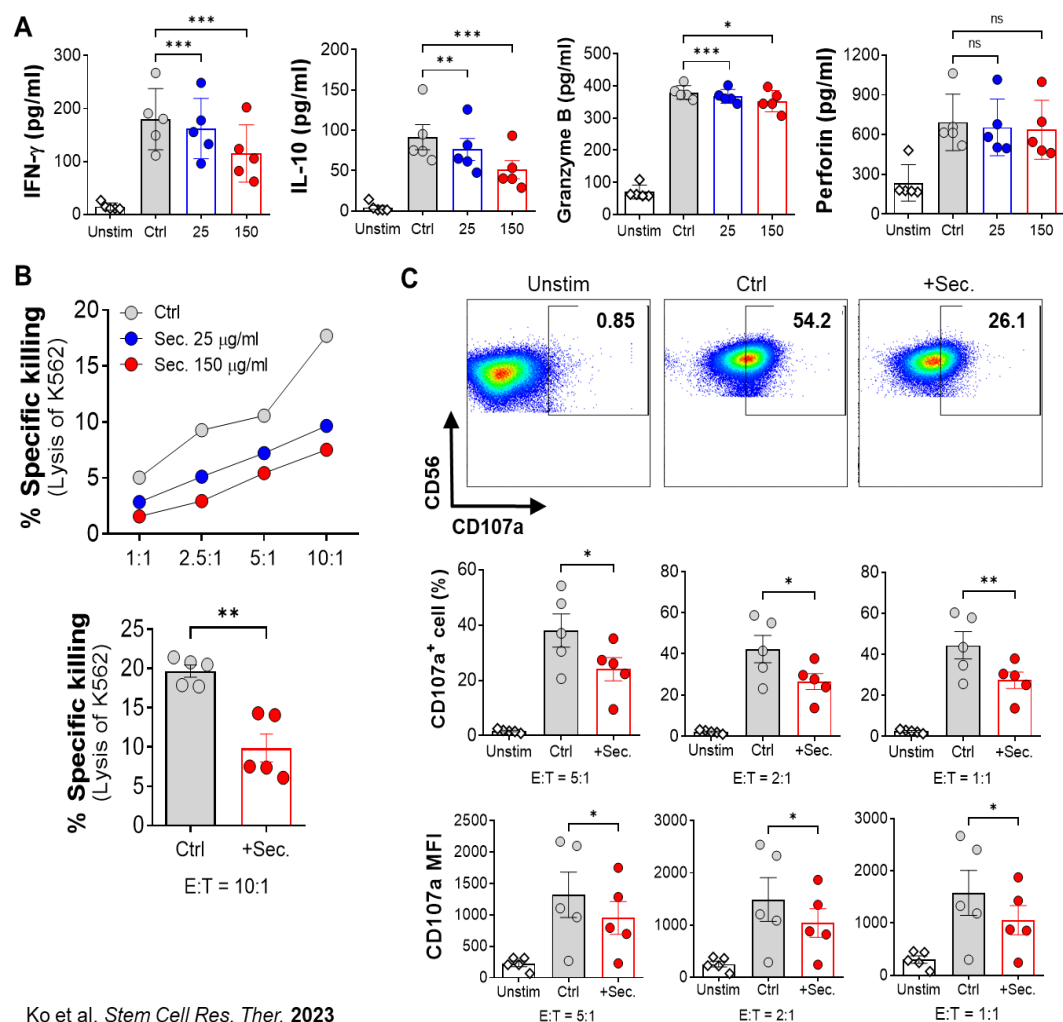 A
IFN-γ (pg/ml)
300
200
100
0
***
***
Unstim Ctrl 25 150
IL-10 (pg/ml)
200
150
100
50
0
***
**
Unstim Ctrl 25 150
Granzyme B (pg/ml)
500
400
300
200
100
0
*
***
Unstim Ctrl 25 150
Perforin (pg/ml)
1200
900
600
300
0
ns
ns
Unstim Ctrl 25 150
B
% Specific killing
(Lysis of K562)
20
15
10
5
0
Ctrl
Sec. 25 µg/ml
Sec. 150 µg/ml
1:1 2.5:1 5:1 10:1
% Specific killing
(Lysis of K562)
25
20
15
10
5
0
**
Ctrl +Sec.
E:T = 10:1
C
Unstim Ctrl +Sec.
0.85 54.2 26.1
CD56
CD107a
CD107a+ cell (%)
60
40
20
0
*
Unstim Ctrl +Sec.
E:T = 5:1
80
60
40
20
0
*
Unstim Ctrl +Sec.
E:T = 2:1
80
60
40
20
0
**
Unstim Ctrl +Sec.
E:T = 1:1
CD107a MFI
2500
2000
1500
1000
500
0
*
Unstim Ctrl +Sec.
E:T = 5:1
3000
2000
1000
0
*
Unstim Ctrl +Sec.
E:T = 2:1
3000
2000
1000
0
*
Unstim Ctrl +Sec.
E:T = 1:1
Ko et al. Stem Cell Res. Ther. 2023